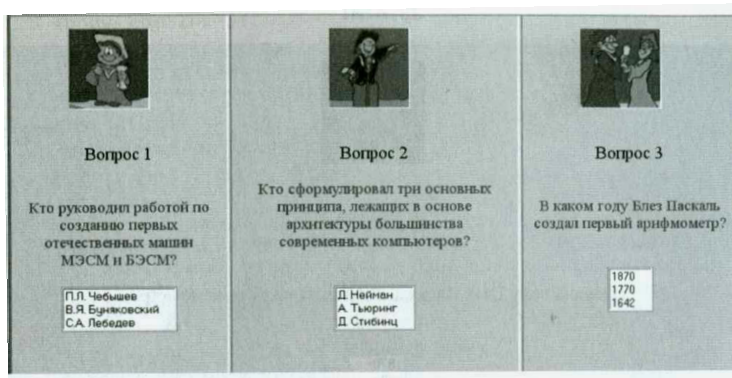 Вопрос 1
Кто руководил работой по
созданию первых
отечественных машин
МЭСМ и БЭСМ?
П.Л. Чебышев
В.Я. Буняковский
С.А. Лебедев
Вопрос 2
Кто сформулировал три основных
принципа, лежащих в основе
архитектуры большинства
современных компьютеров?
Д. Нейман
А. Тьюринг
Д. Стибинц
Вопрос 3
В каком году Блез Паскаль
создал первый арифмометр?
1870
1770
1642